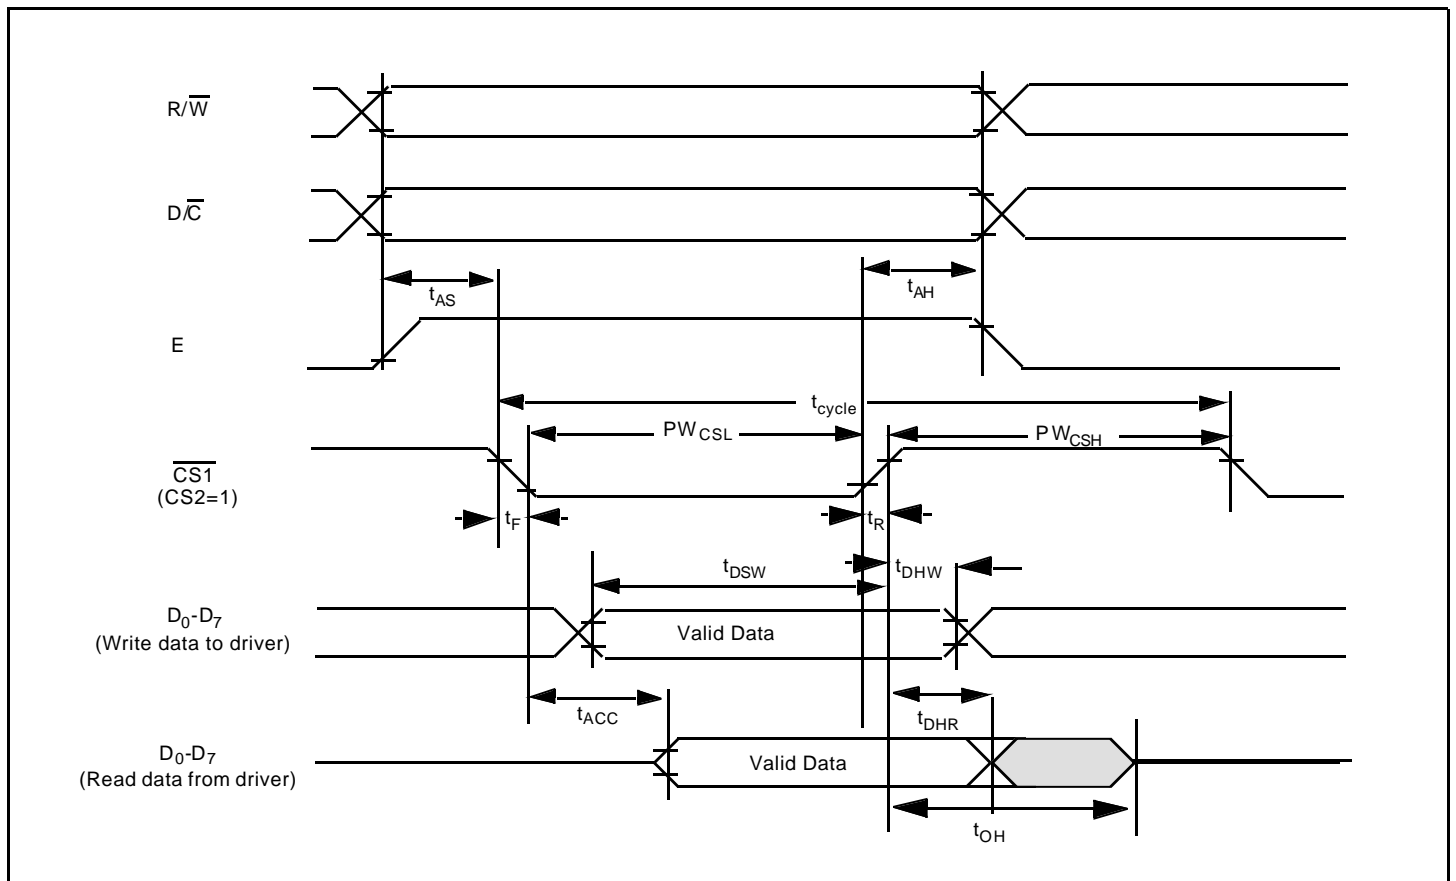 R/W̅
D/C̅
tAS
tAH
E
tcycle
PWCSL
PWCSH
C̅S̅1̅
(CS2=1)
tF
tR
tDSW
tDHW
D0-D7
(Write data to driver)
Valid Data
tACC
tDHR
D0-D7
(Read data from driver)
Valid Data
tOH